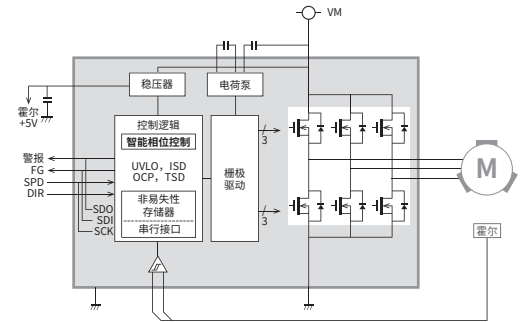 VM
稳压器
电荷泵
霍尔
+5V
控制逻辑
智能相位控制
UVLO, ISD
OCP, TSD
非易失性
存储器
串行接口
栅极
驱动
3
3
警报
FG
SPD
DIR
SDO
SDI
SCK
M
霍尔